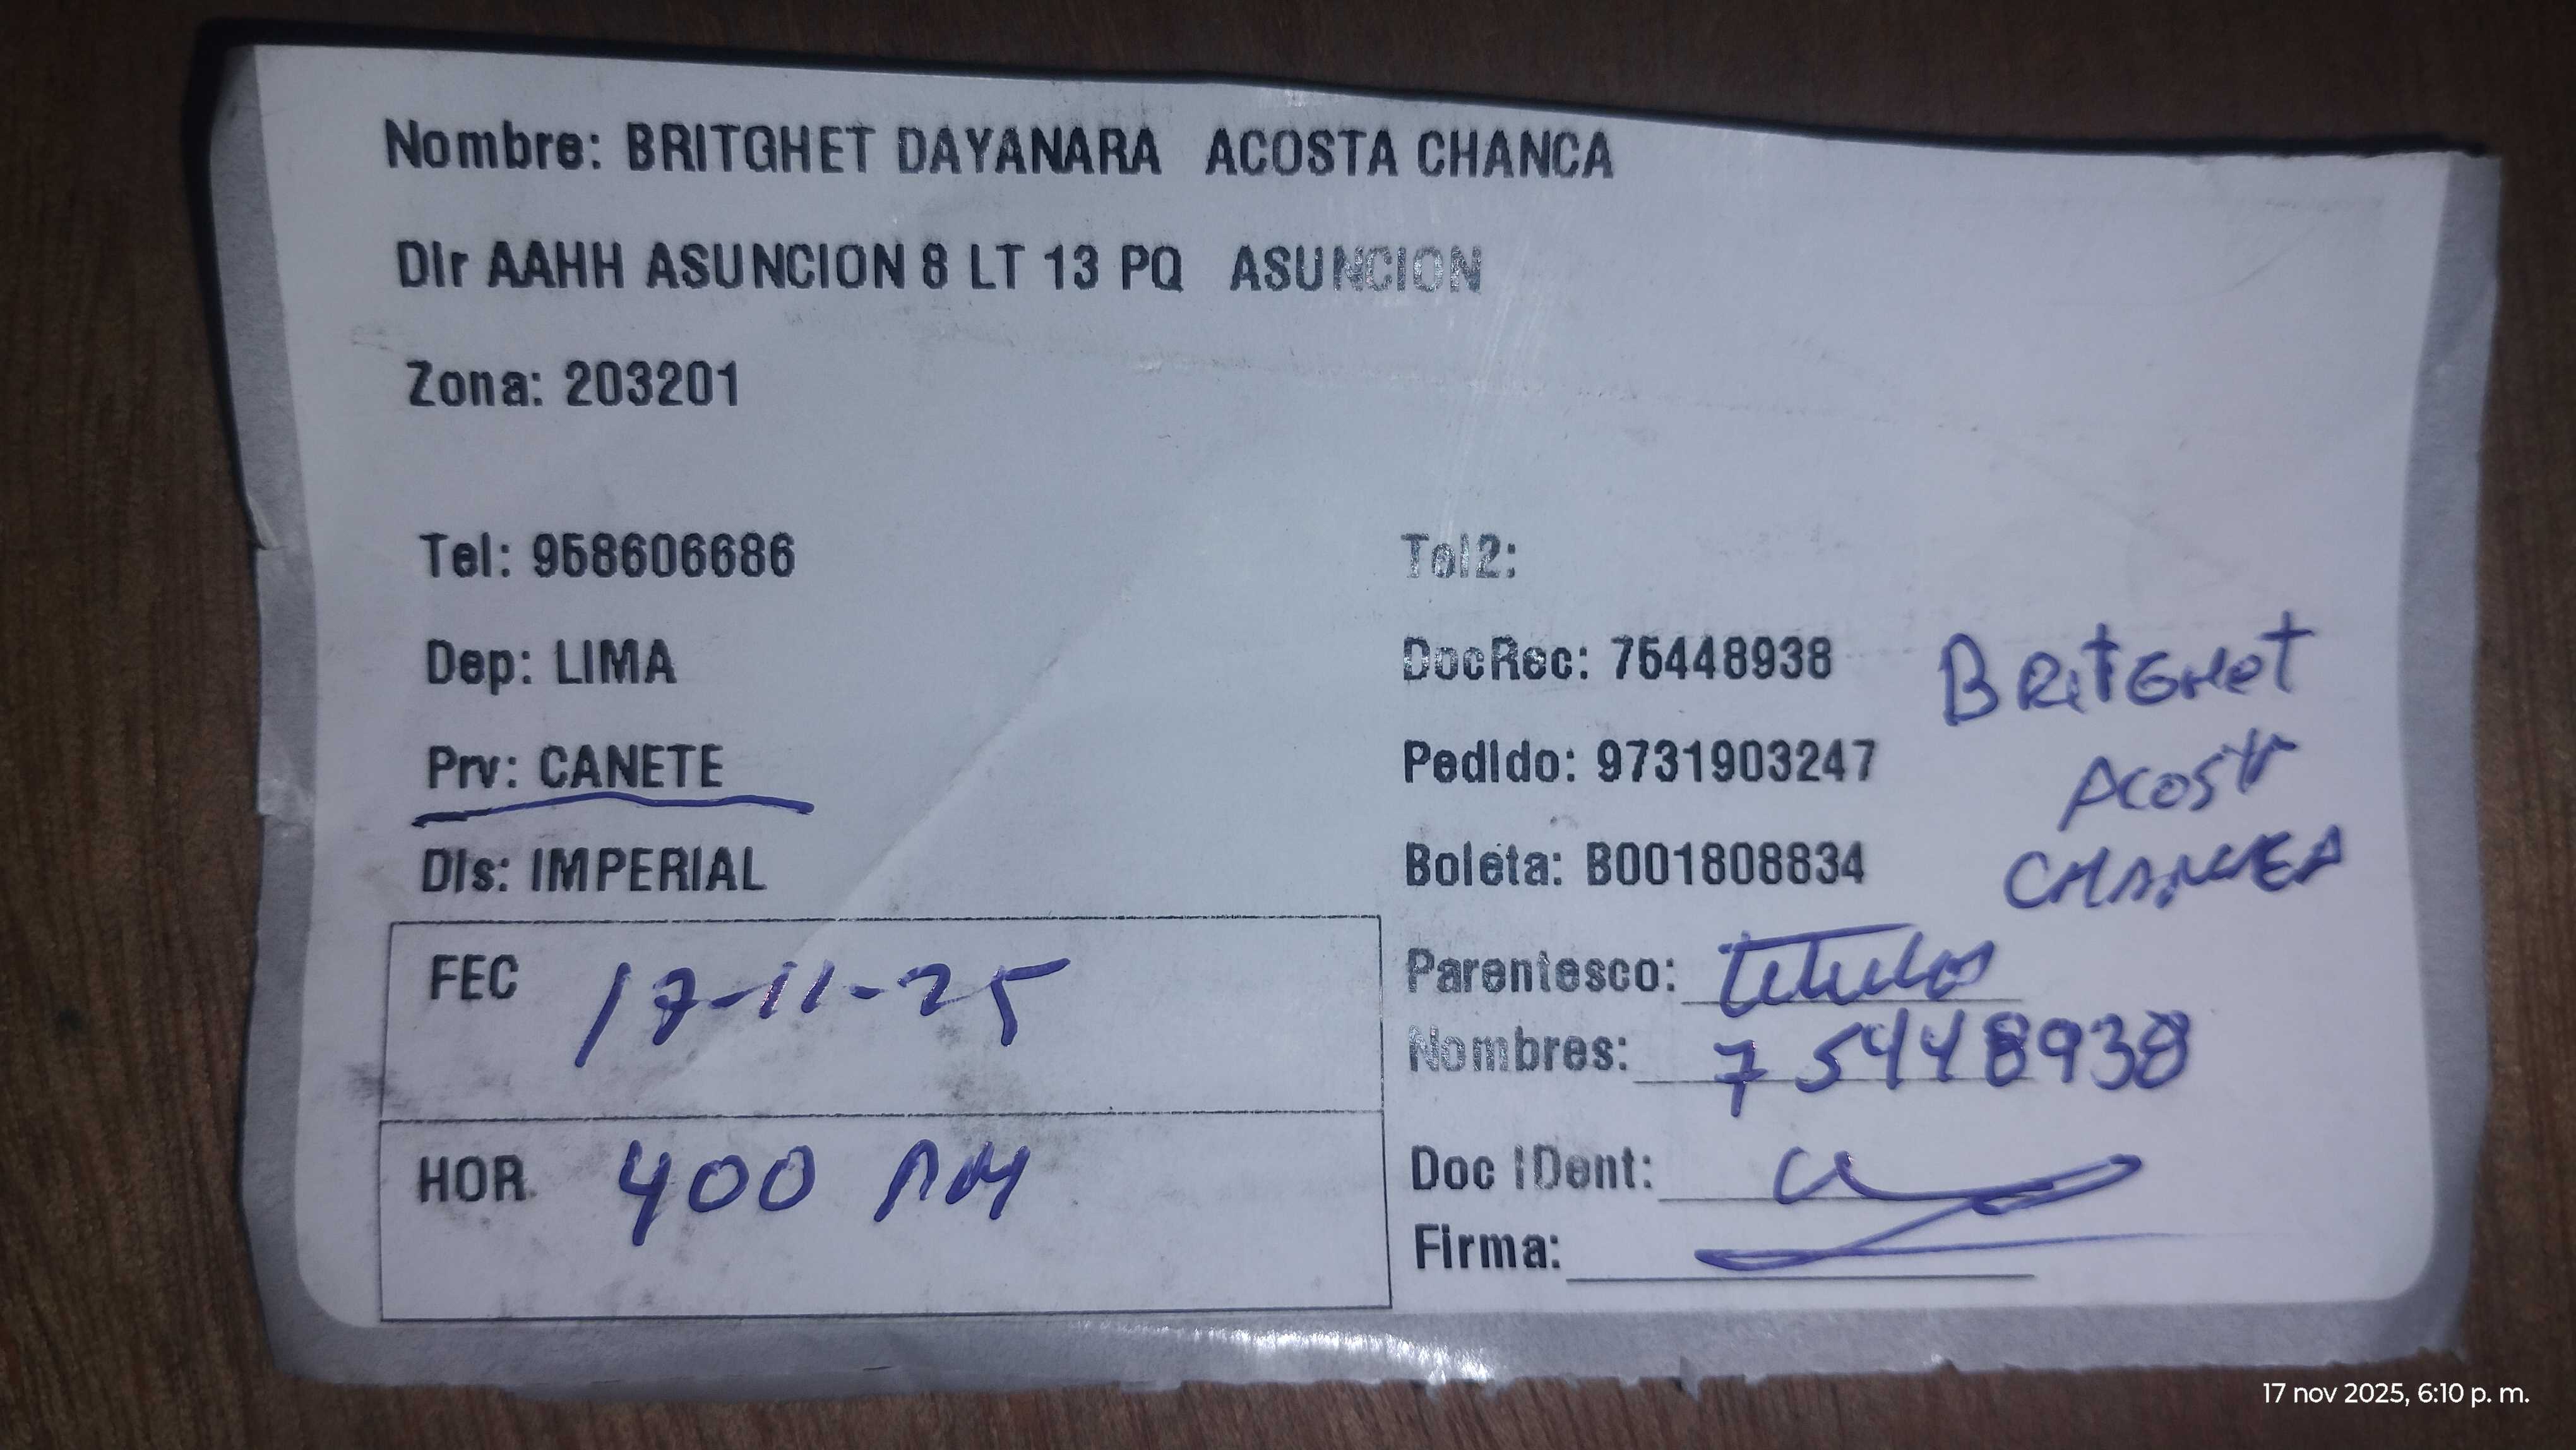 Nombre: BRITGHET DAYANARA ACOSTA CHANCA
Dir AAHH ASUNCION 8 LT 13 PQ ASUNCION
Zona: 203201
Tel: 958606686
Tel2:
Dep: LIMA
DocRec: 75448938
BRitGHet
Prv: CANETE
Pedido: 9731903247
Acosta
Dis: IMPERIAL
Boleta: B001808834
FEC 17-11-25
Parentesco: titular
Nombres: 75448938
HOR 400 PM
Doc IDent:
Firma:
17 nov 2025, 6:10 p. m.